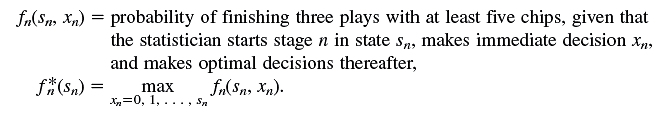 fₙ(sₙ, xₙ) = probability of finishing three plays with at least five chips, given that
the statistician starts stage n in state sₙ, makes immediate decision xₙ,
and makes optimal decisions thereafter,
fₙ*(sₙ) = max fₙ(sₙ, xₙ).
xₙ=0, 1, . . . , sₙ